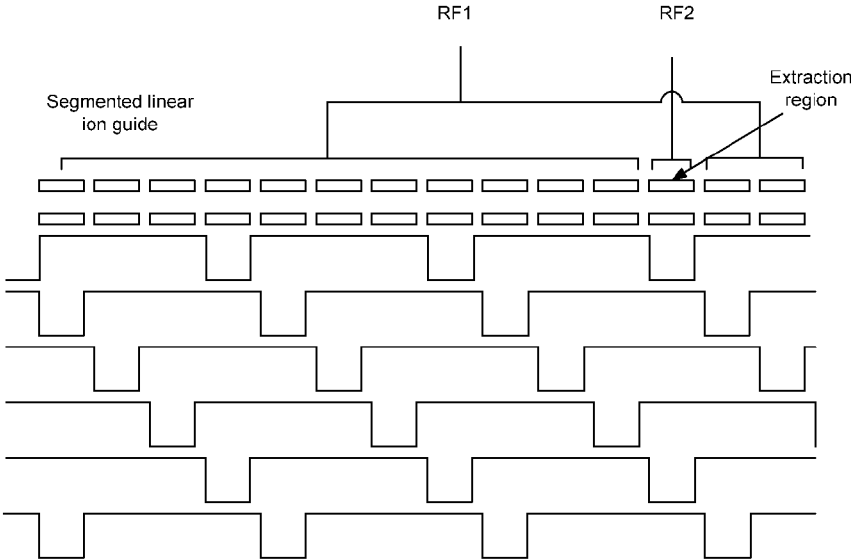 RF1
RF2
Extraction
region
Segmented linear
ion guide